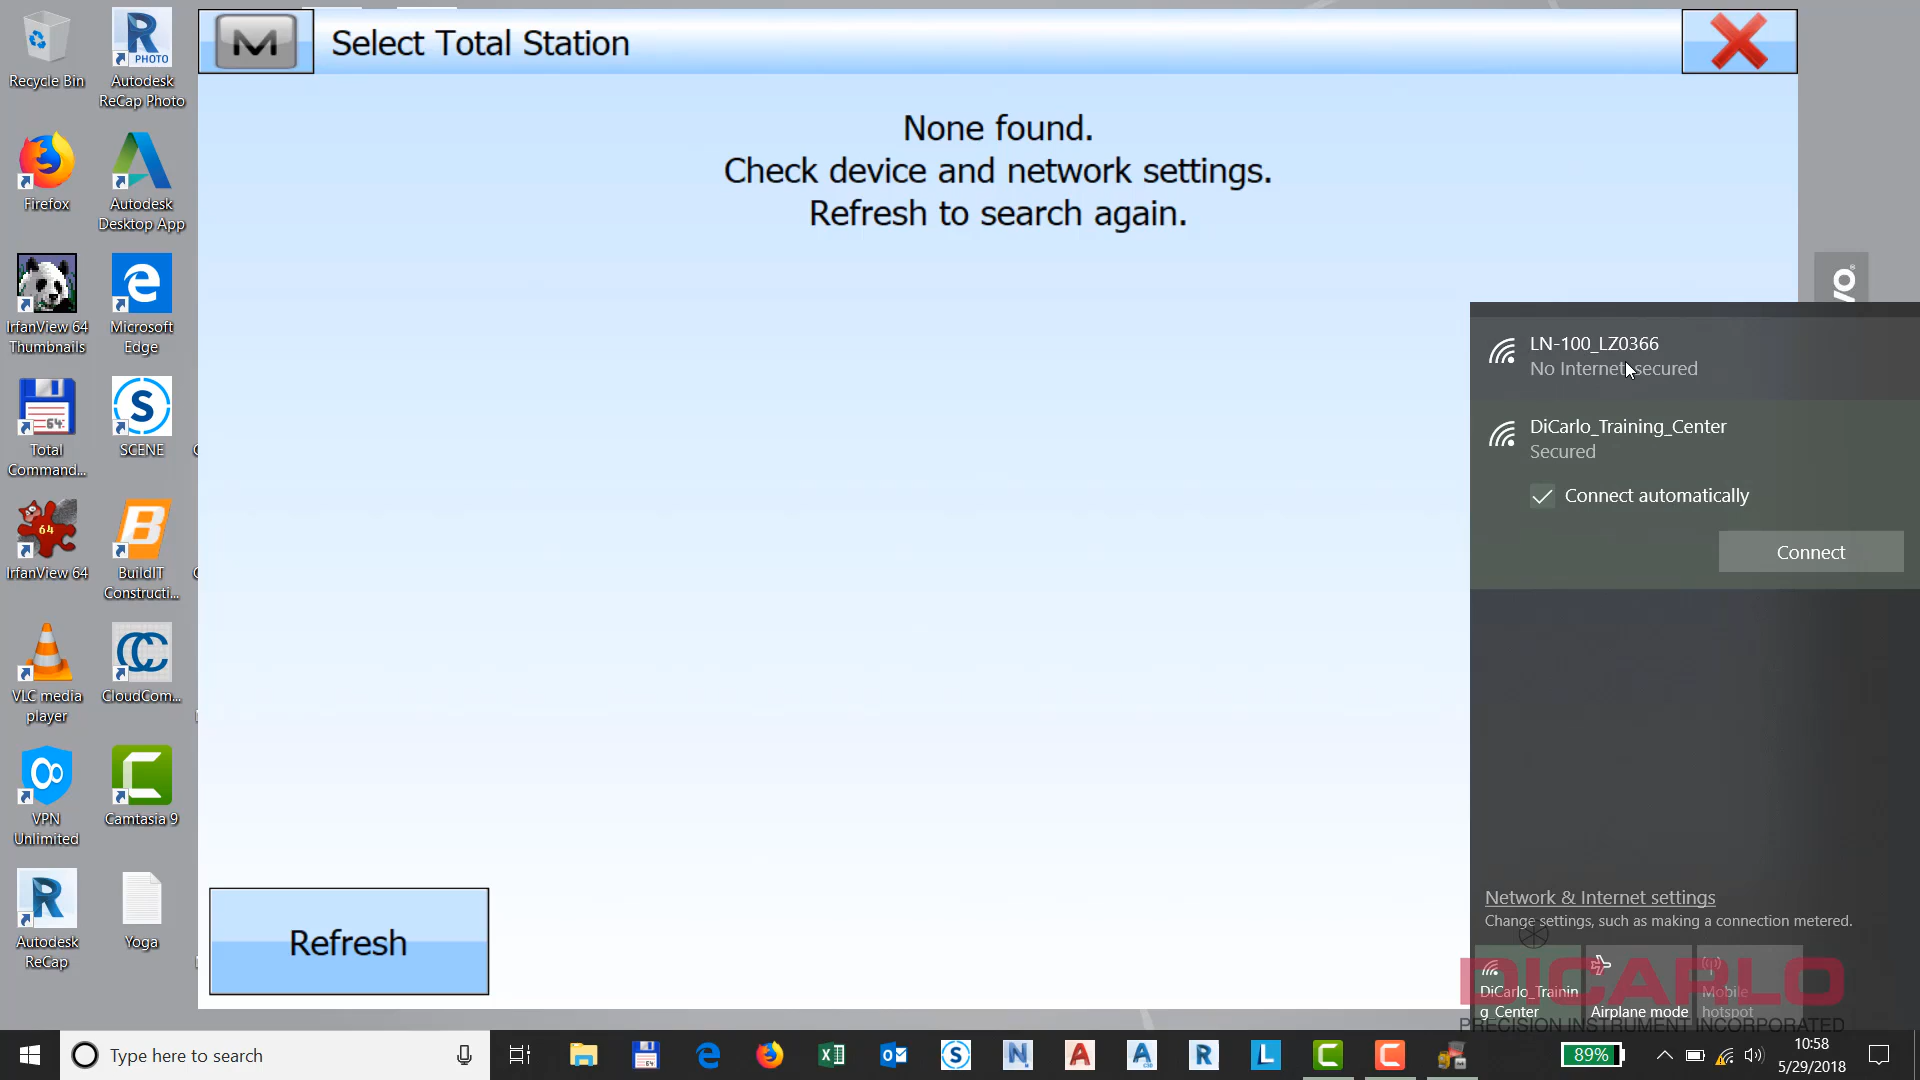 Select Total Station
None found.
Check device and network settings.
Refresh to search again.
Refresh
Recycle Bin
Autodesk
ReCap Photo
PHOTO
Firefox
Autodesk
Desktop App
IrfanView 64
Thumbnails
Microsoft
Edge
Total
Command...
64
SCENE
IrfanView 64
64
BuildIT
Constructi...
VLC media
player
CloudCom...
VPN
Unlimited
Camtasia 9
Autodesk
ReCap
Yoga
LN-100_LZ0366
No Internet, secured
DiCarlo_Training_Center
Secured
Connect automatically
Connect
Network & Internet settings
Change settings, such as making a connection metered.
DiCarlo_Trainin
g_Center
Airplane mode
Mobile
hotspot
DICARLO
PRECISION INSTRUMENT INCORPORATED
Type here to search
89%
10:58
5/29/2018